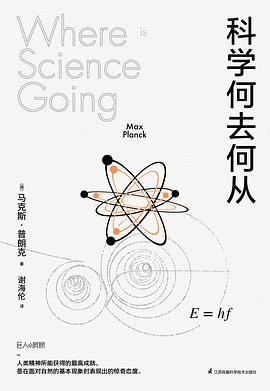 Where is
Science
Going
科学何去何从
Max
Planck
[德] 马克斯·普朗克 著
谢海伦 译
E = hf
巨人的肩膀
人类精神所能获得的最高成就，
是在面对自然的基本现象时表现出的惊奇态度。
江苏凤凰科学技术出版社